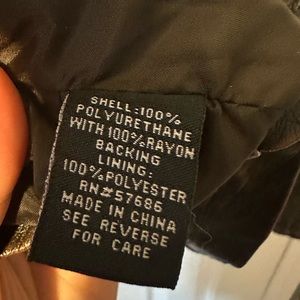 SHELL:100%
POLYURETHANE
WITH 100%RAYON
BACKING
LINING:
100%POLYESTER
RN#57686
MADE IN CHINA
SEE REVERSE
FOR CARE